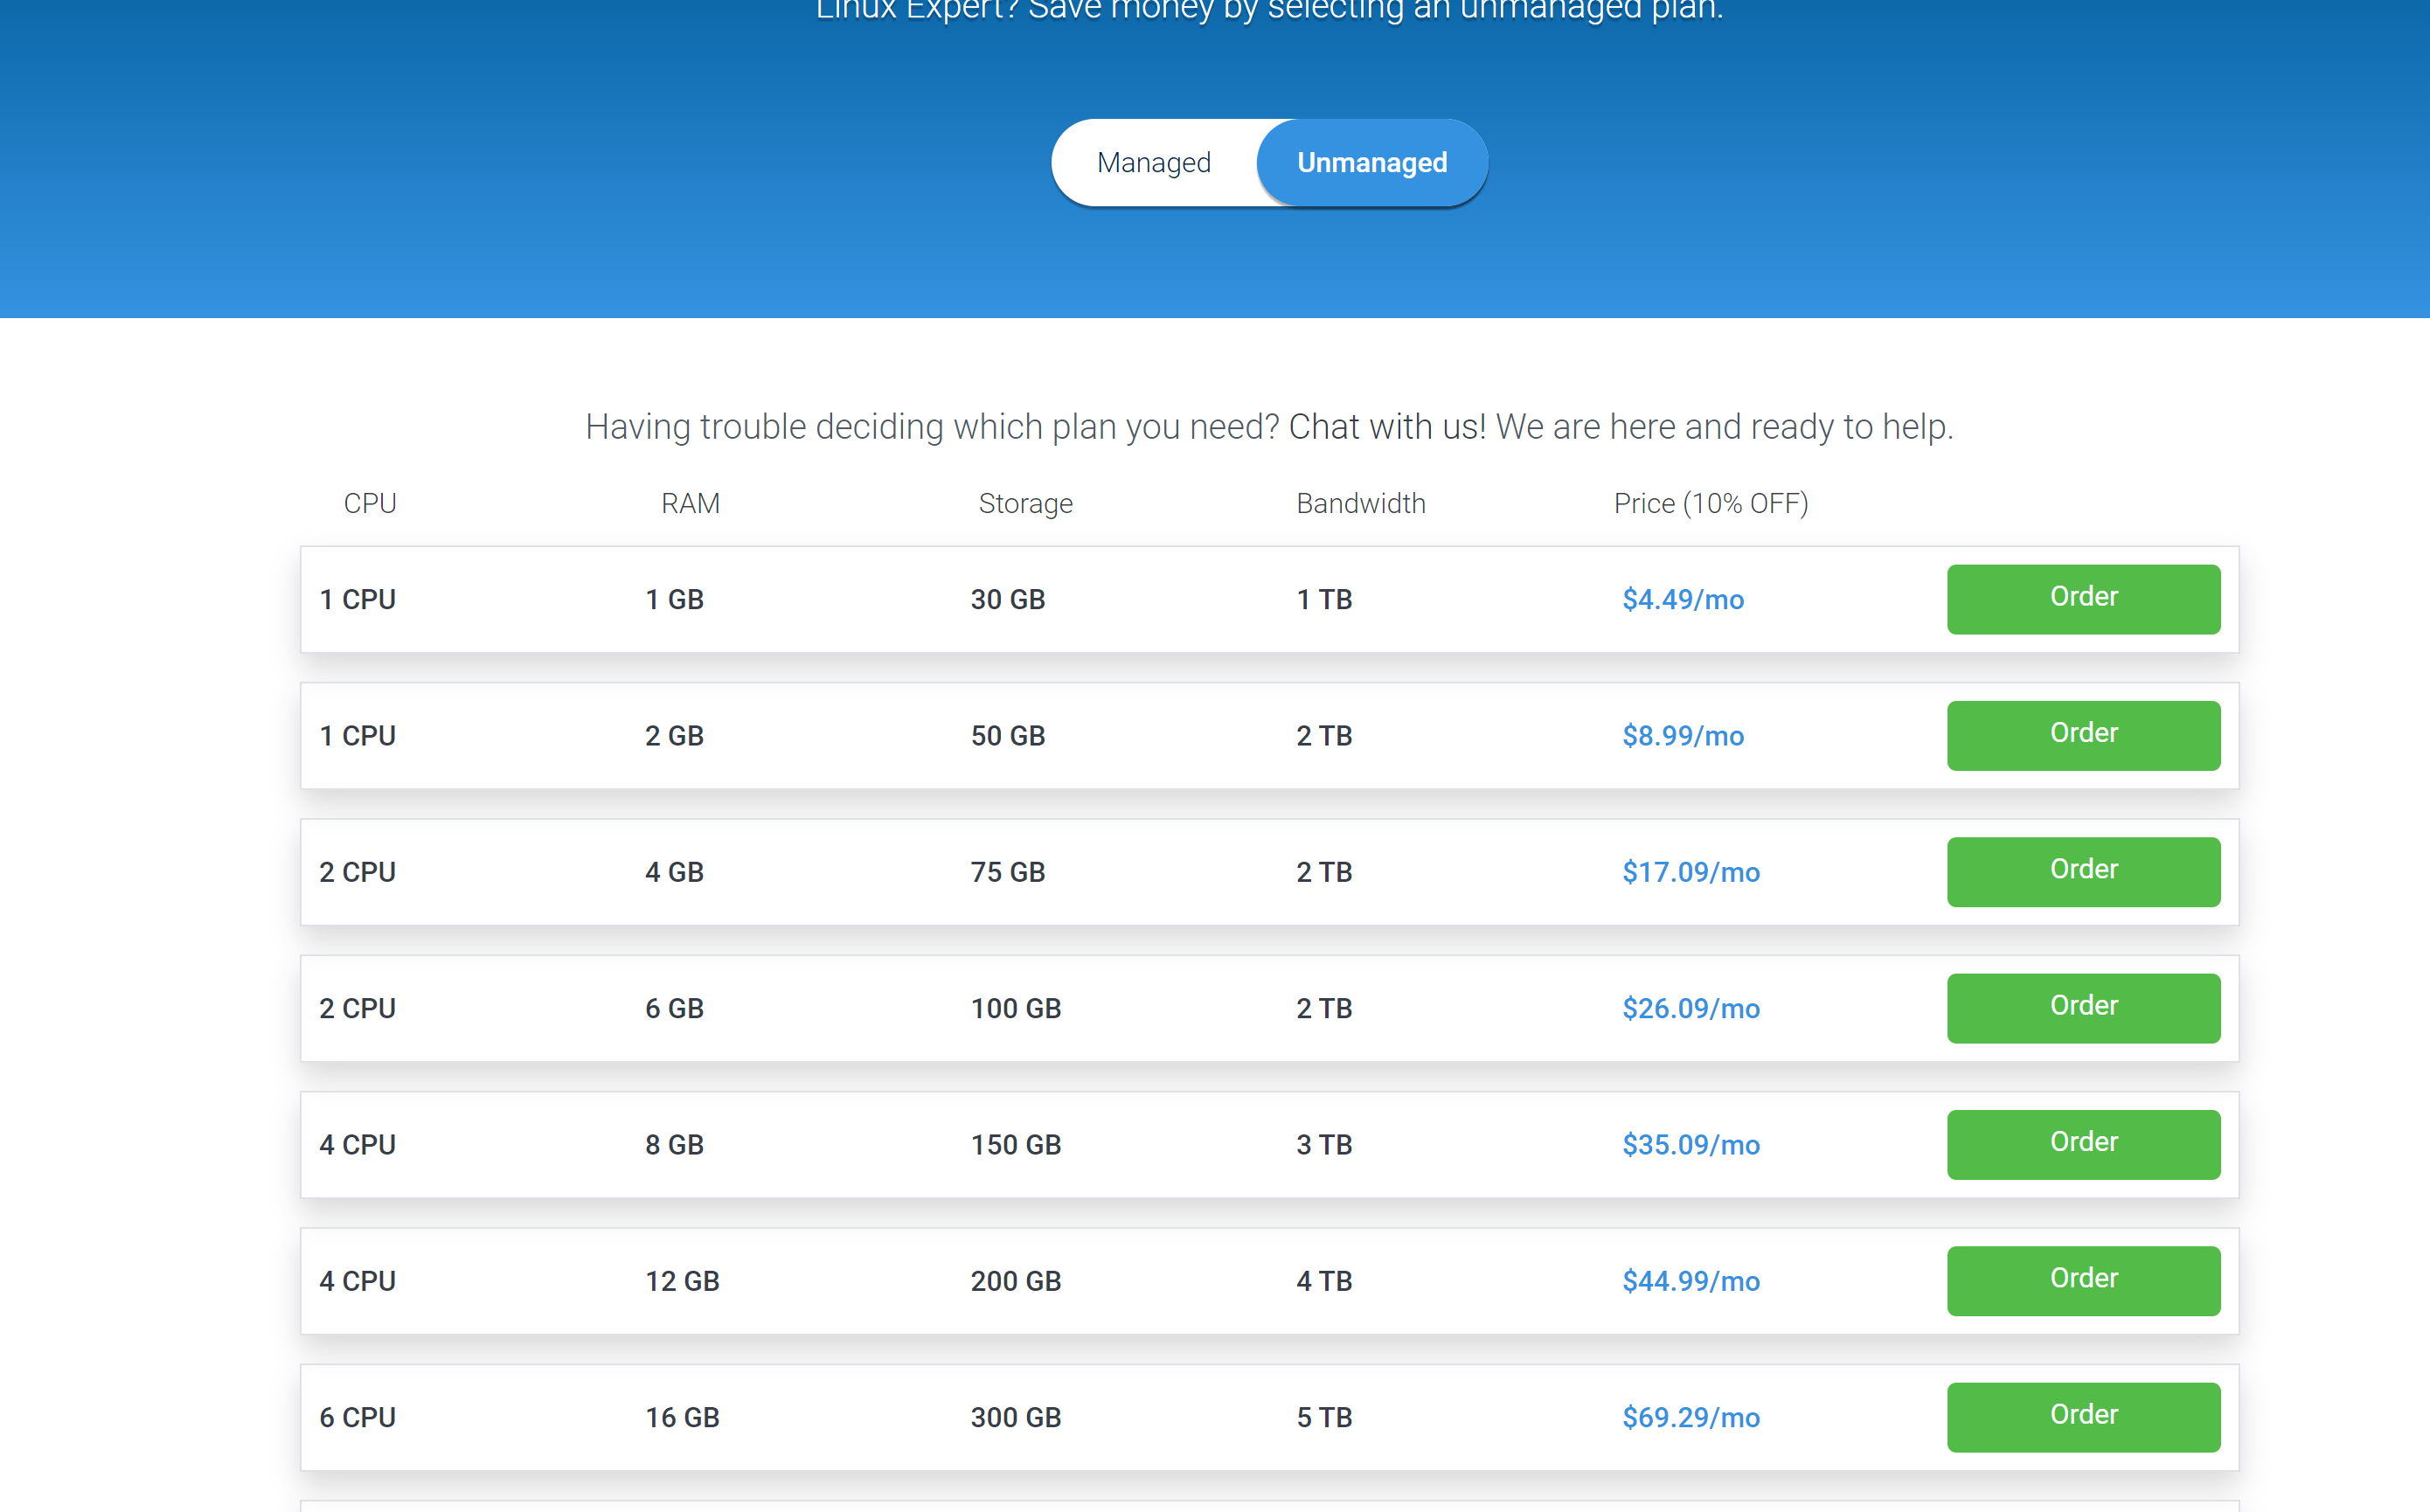 Linux Expert? Save money by selecting an unmanaged plan.
Managed Unmanaged
Having trouble deciding which plan you need? Chat with us! We are here and ready to help.
CPU RAM Storage Bandwidth Price (10% OFF)
1 CPU 1 GB 30 GB 1 TB $4.49/mo Order
1 CPU 2 GB 50 GB 2 TB $8.99/mo Order
2 CPU 4 GB 75 GB 2 TB $17.09/mo Order
2 CPU 6 GB 100 GB 2 TB $26.09/mo Order
4 CPU 8 GB 150 GB 3 TB $35.09/mo Order
4 CPU 12 GB 200 GB 4 TB $44.99/mo Order
6 CPU 16 GB 300 GB 5 TB $69.29/mo Order